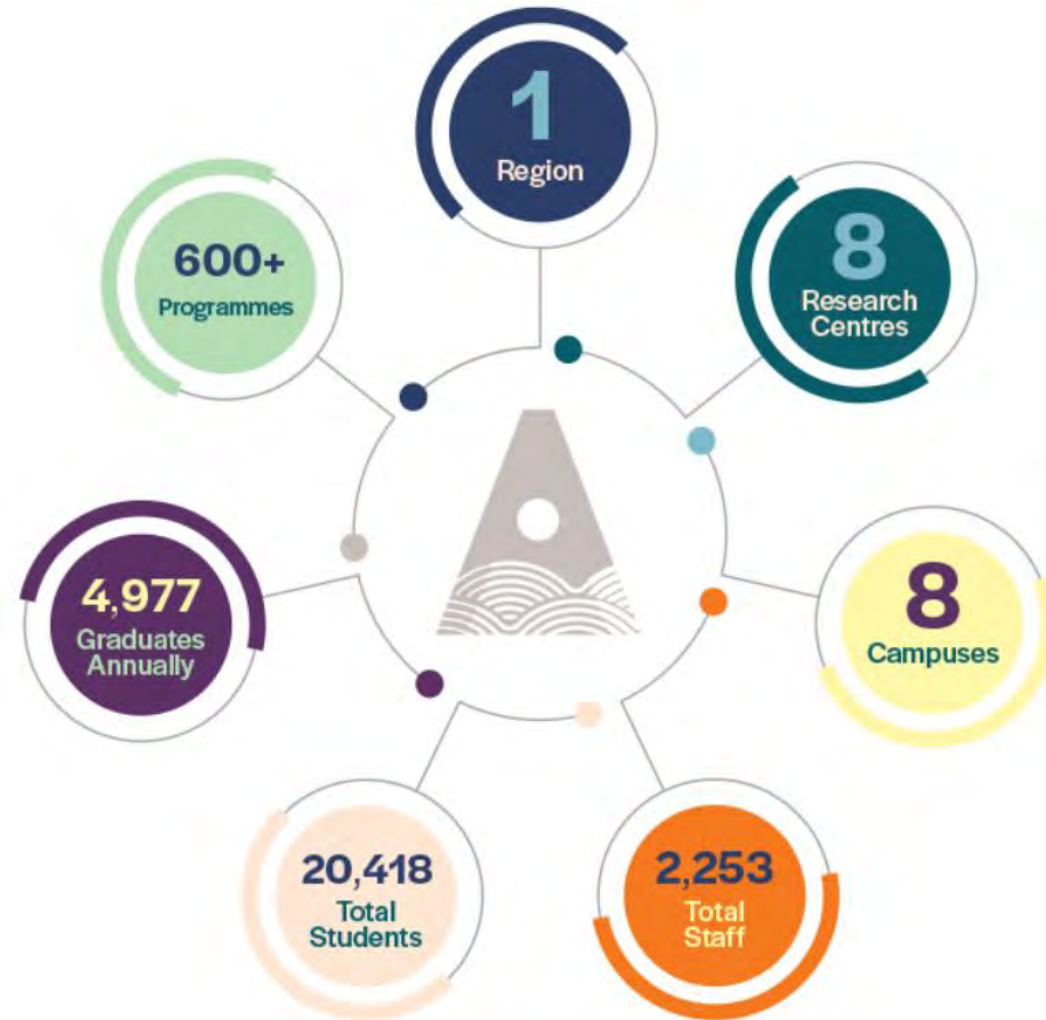 1
Region
8
Research
Centres
8
Campuses
2,253
Total
Staff
20,418
Total
Students
4,977
Graduates
Annually
600+
Programmes